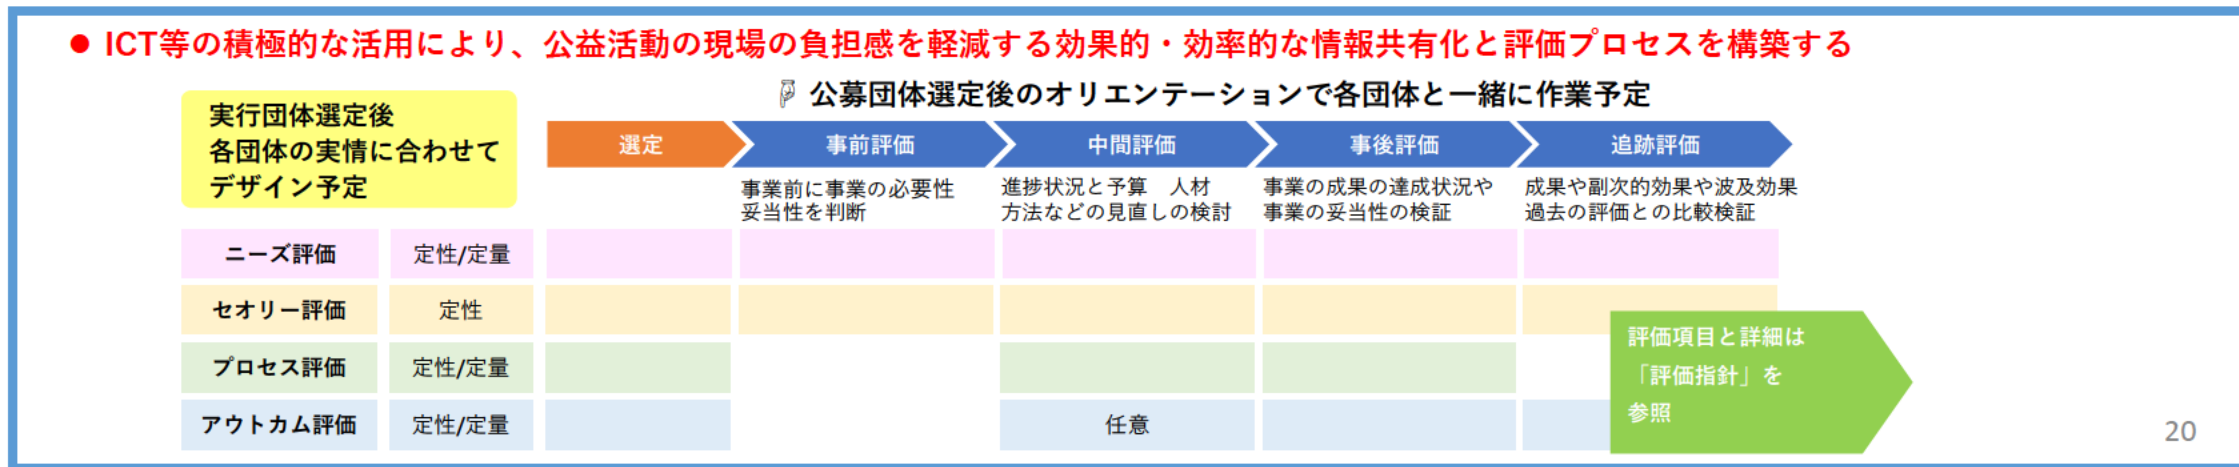 ● ICT等の積極的な活用により、公益活動の現場の負担感を軽減する効果的・効率的な情報共有化と評価プロセスを構築する
☟ 公募団体選定後のオリエンテーションで各団体と一緒に作業予定
実行団体選定後
各団体の実情に合わせて
デザイン予定
選定
事前評価
中間評価
事後評価
追跡評価
事業前に事業の必要性
妥当性を判断
進捗状況と予算 人材
方法などの見直しの検討
事業の成果の達成状況や
事業の妥当性の検証
成果や副次的効果や波及効果
過去の評価との比較検証
ニーズ評価 定性/定量
セオリー評価 定性
プロセス評価 定性/定量
アウトカム評価 定性/定量 任意
評価項目と詳細は
「評価指針」を
参照
20